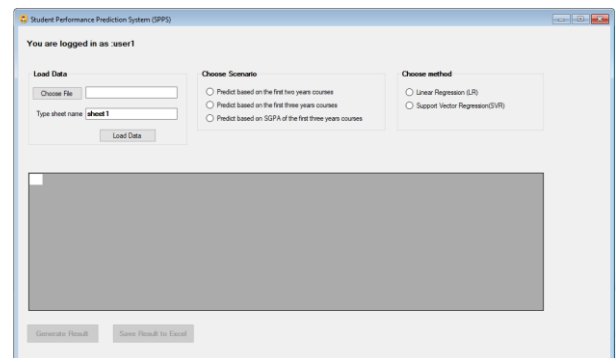 Student Performance Prediction System (SPPS)
You are logged in as :user1
Load Data
Choose File
Type sheet name sheet1
Load Data
Choose Scenario
Predict based on the first two years courses
Predict based on the first three years courses
Predict based on SGPA of the first three years courses
Choose method
Linear Regression (LR)
Support Vector Regression(SVR)
Generate Result
Save Result to Excel